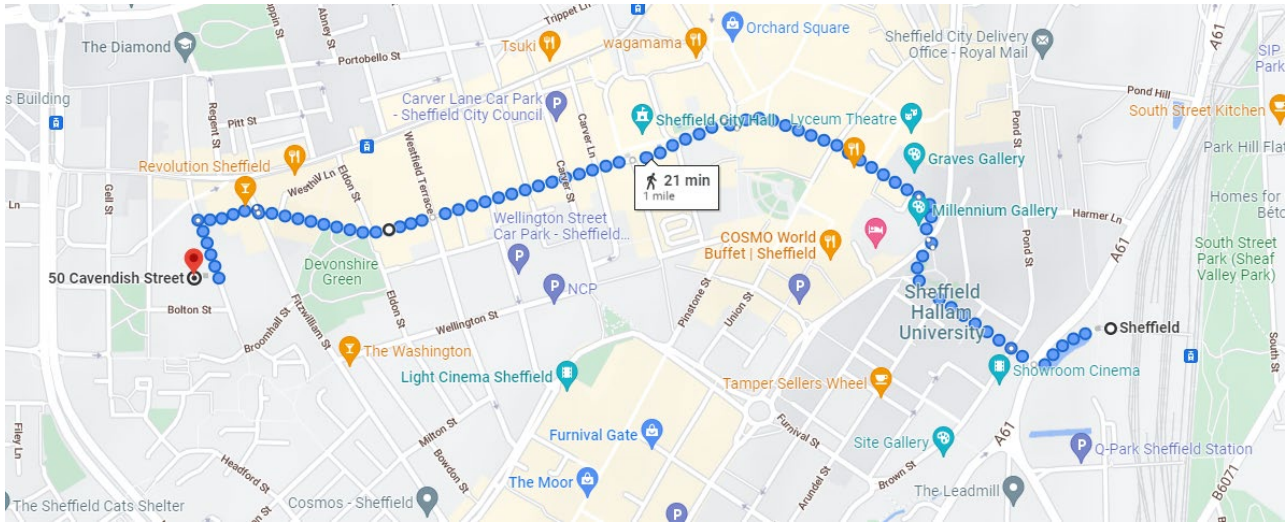 Trippet Ln
The Diamond
Portobello St
Tsuki
wagamama
Orchard Square
Sheffield City Delivery
Office - Royal Mail
A61
SIP
Park
s Building
Regent St
Pitt St
Carver Lane Car Park
- Sheffield City Council
Carver Ln
Sheffield City Hall
Lyceum Theatre
Pond St
Pond Hill
South Street Kitchen
Park Hill Flat
Revolution Sheffield
Gell St
Eldon St
Westfield Terrace
Carver St
21 min
1 mile
Graves Gallery
Millennium Gallery
Harmer Ln
Homes for
Wellington Street
Car Park - Sheffield...
COSMO World
Buffet | Sheffield
Pond St
A61
South Street
Park (Sheaf
Valley Park)
50 Cavendish Street
Devonshire
Green
NCP
Bolton St
Broomhall St
Fitzwilliam St
Eldon St
Wellington St
Pinstone St
Union St
Sheffield
Hallam
University
Sheffield
The Washington
Light Cinema Sheffield
Tamper Sellers Wheel
Showroom Cinema
South St
Milton St
Furnival Gate
Furnival St
Site Gallery
A61
Q-Park Sheffield Station
Filey Ln
Headford St
Bowdon St
The Moor
Arundel St
Brown St
The Leadmill
B6071
The Sheffield Cats Shelter
Cosmos - Sheffield